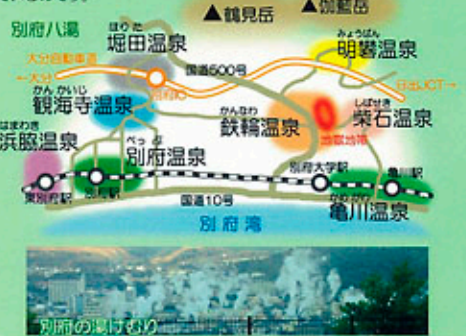 ▲鶴見岳
▲伽藍岳
別府八湯
ほりた
堀田温泉
みょうばん
明礬温泉
大分自動車道
←大分
国道500号
別府IC
日出JCT→
かんかいじ
観海寺温泉
かんなわ
鉄輪温泉
しばせき
柴石温泉
地獄地帯
はまわき
浜脇温泉
べっぷ
別府温泉
別府大学駅
亀川駅
東別府駅
別府駅
国道10号
かめがわ
亀川温泉
別府湾
別府の湯けむり